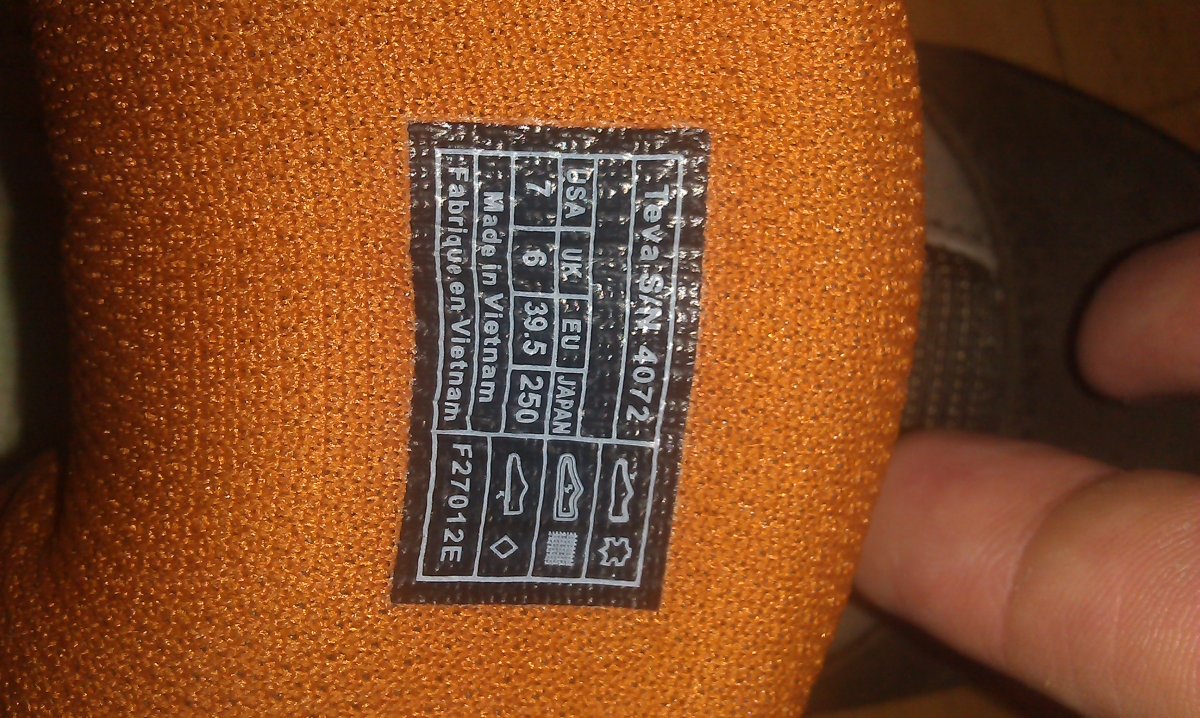 Teva S/N 4072
USA UK EU JAPAN
7 6 39.5 250
Made in Vietnam
Fabriqué en Vietnam F27012E